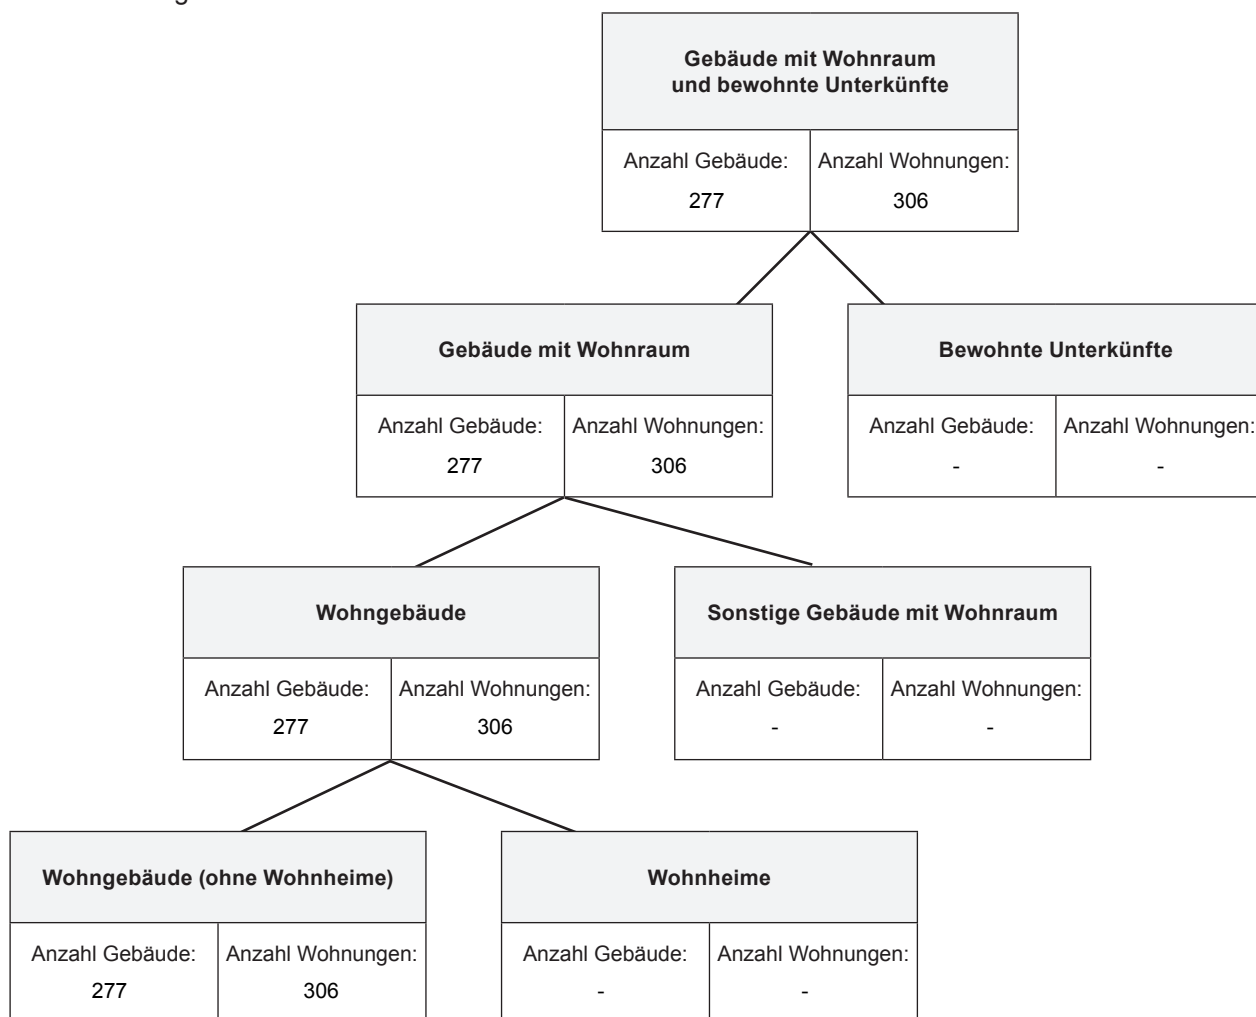 Gebäude mit Wohnraum
und bewohnte Unterkünfte
Anzahl Gebäude: Anzahl Wohnungen:
277 306
Gebäude mit Wohnraum
Anzahl Gebäude: Anzahl Wohnungen:
277 306
Bewohnte Unterkünfte
Anzahl Gebäude: Anzahl Wohnungen:
- -
Wohngebäude
Anzahl Gebäude: Anzahl Wohnungen:
277 306
Sonstige Gebäude mit Wohnraum
Anzahl Gebäude: Anzahl Wohnungen:
- -
Wohngebäude (ohne Wohnheime)
Anzahl Gebäude: Anzahl Wohnungen:
277 306
Wohnheime
Anzahl Gebäude: Anzahl Wohnungen:
- -